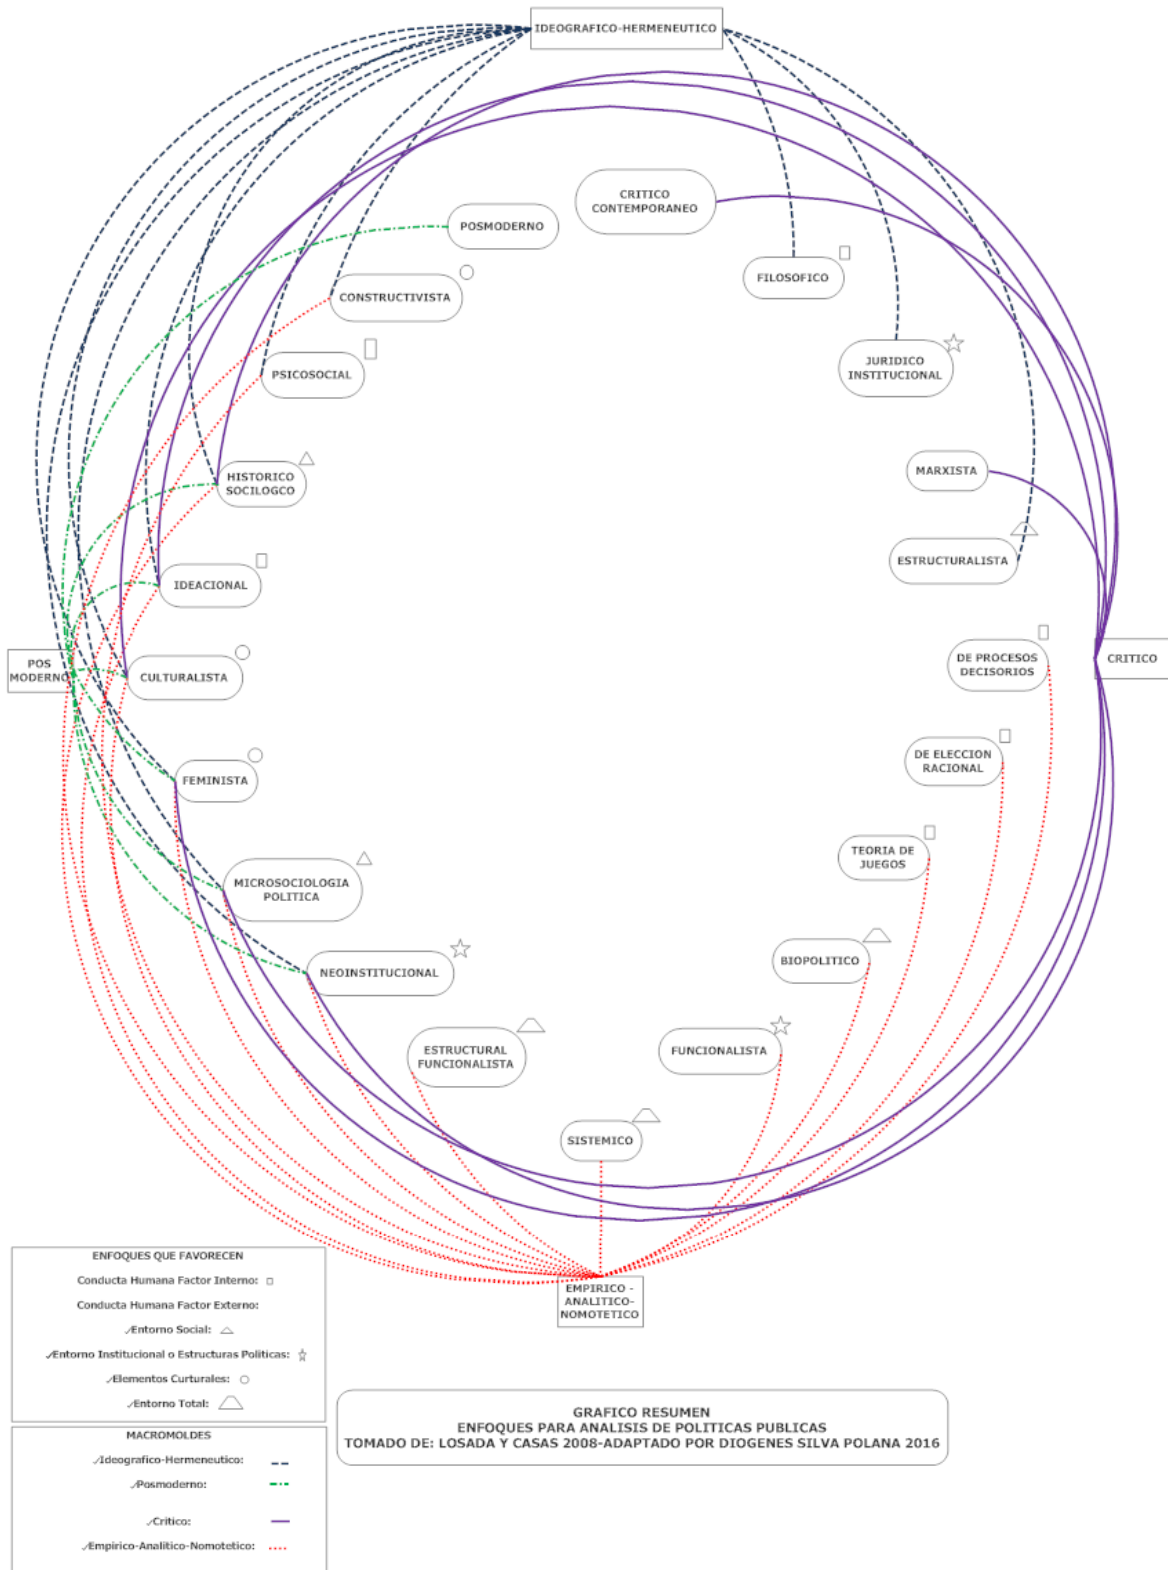 IDEOGRAFICO-HERMENEUTICO
CRITICO
CONTEMPORANEO
POSMODERNO
FILOSOFICO
CONSTRUCTIVISTA
JURIDICO
INSTITUCIONAL
PSICOSOCIAL
MARXISTA
HISTORICO
SOCILOGCO
ESTRUCTURALISTA
IDEACIONAL
POS
MODERNO
CULTURALISTA
DE PROCESOS
DECISORIOS
CRITICO
FEMINISTA
DE ELECCION
RACIONAL
TEORIA DE
JUEGOS
MICROSOCIOLOGIA
POLITICA
NEOINSTITUCIONAL
BIOPOLITICO
ESTRUCTURAL
FUNCIONALISTA
FUNCIONALISTA
SISTEMICO
EMPIRICO -
ANALITICO-
NOMOTETICO
ENFOQUES QUE FAVORECEN
Conducta Humana Factor Interno:
Conducta Humana Factor Externo:
✓Entorno Social:
✓Entorno Institucional o Estructuras Politicas:
✓Elementos Curturales:
✓Entorno Total:
MACROMOLDES
✓Ideografico-Hermeneutico:
✓Posmoderno:
✓Critico:
✓Empirico-Analitico-Nomotetico:
GRAFICO RESUMEN
ENFOQUES PARA ANALISIS DE POLITICAS PUBLICAS
TOMADO DE: LOSADA Y CASAS 2008-ADAPTADO POR DIOGENES SILVA POLANA 2016